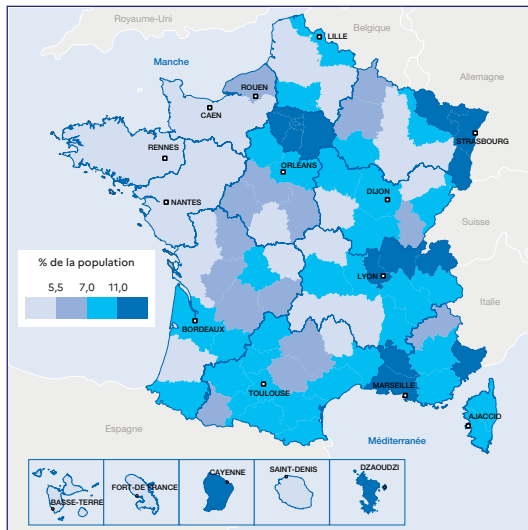 Royaume-Uni
Belgique
LILLE
Manche
Allemagne
ROUEN
CAEN
STRASBOURG
RENNES
ORLÉANS
DIJON
NANTES
Suisse
% de la population
5,5 7,0 11,0
LYON
Italie
BORDEAUX
TOULOUSE
MARSEILLE
AJACCIO
Espagne
Méditerranée
CAYENNE
SAINT-DENIS
DZAOUDZI
FORT-DE-FRANCE
BASSE-TERRE